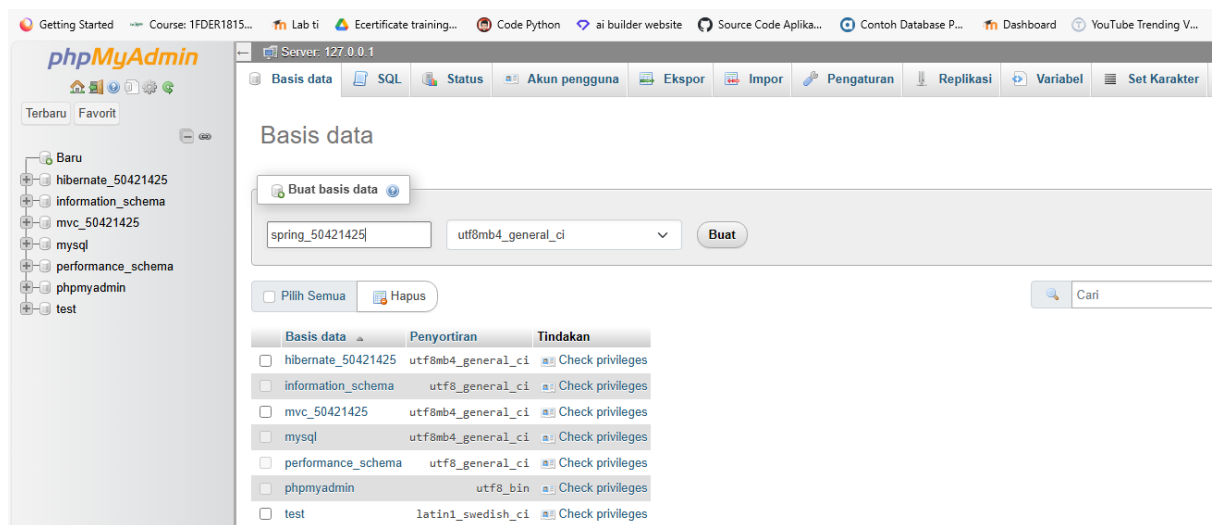 Getting Started Course: 1FDER1815... Lab ti Ecertificate training... Code Python ai builder website Source Code Aplika... Contoh Database P... Dashboard YouTube Trending V...
phpMyAdmin
Terbaru Favorit
Baru
hibernate_50421425
information_schema
mvc_50421425
mysql
performance_schema
phpmyadmin
test
Server: 127.0.0.1
Basis data SQL Status Akun pengguna Ekspor Impor Pengaturan Replikasi Variabel Set Karakter
Basis data
Buat basis data
spring_50421425 utf8mb4_general_ci Buat
Pilih Semua Hapus Cari
Basis data Penyortiran Tindakan
hibernate_50421425 utf8mb4_general_ci Check privileges
information_schema utf8_general_ci Check privileges
mvc_50421425 utf8mb4_general_ci Check privileges
mysql utf8mb4_general_ci Check privileges
performance_schema utf8_general_ci Check privileges
phpmyadmin utf8_bin Check privileges
test latin1_swedish_ci Check privileges